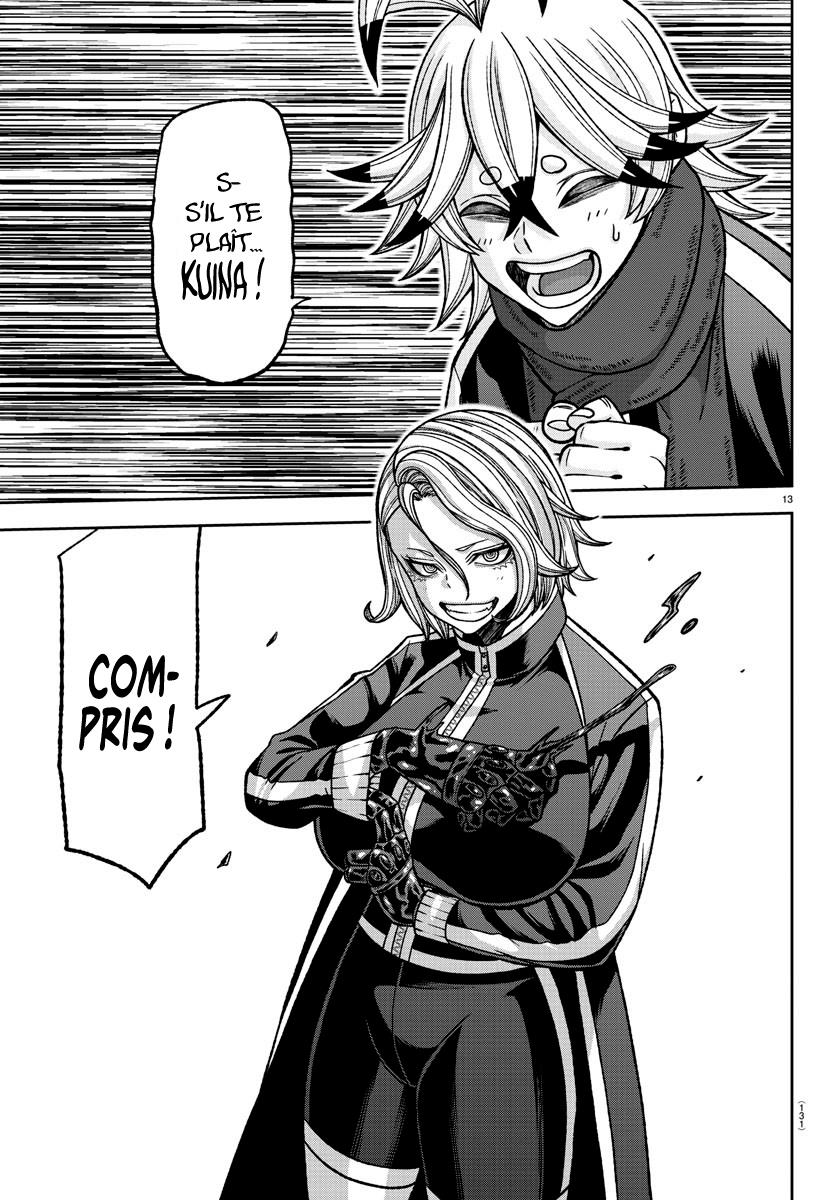 S-
S'IL TE
PLAÎT...
KUINA !
13
COM-
PRIS !
(131)